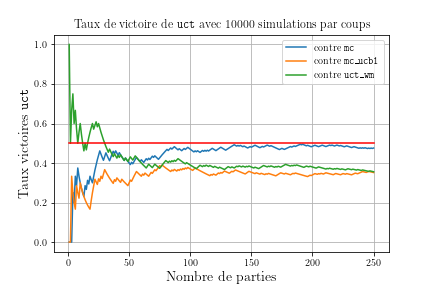 Taux de victoire de uct avec 10000 simulations par coups
contre mc
contre mc_ucb1
contre uct_wm
Taux victoires uct
1.0
0.8
0.6
0.4
0.2
0.0
0 50 100 150 200 250
Nombre de parties